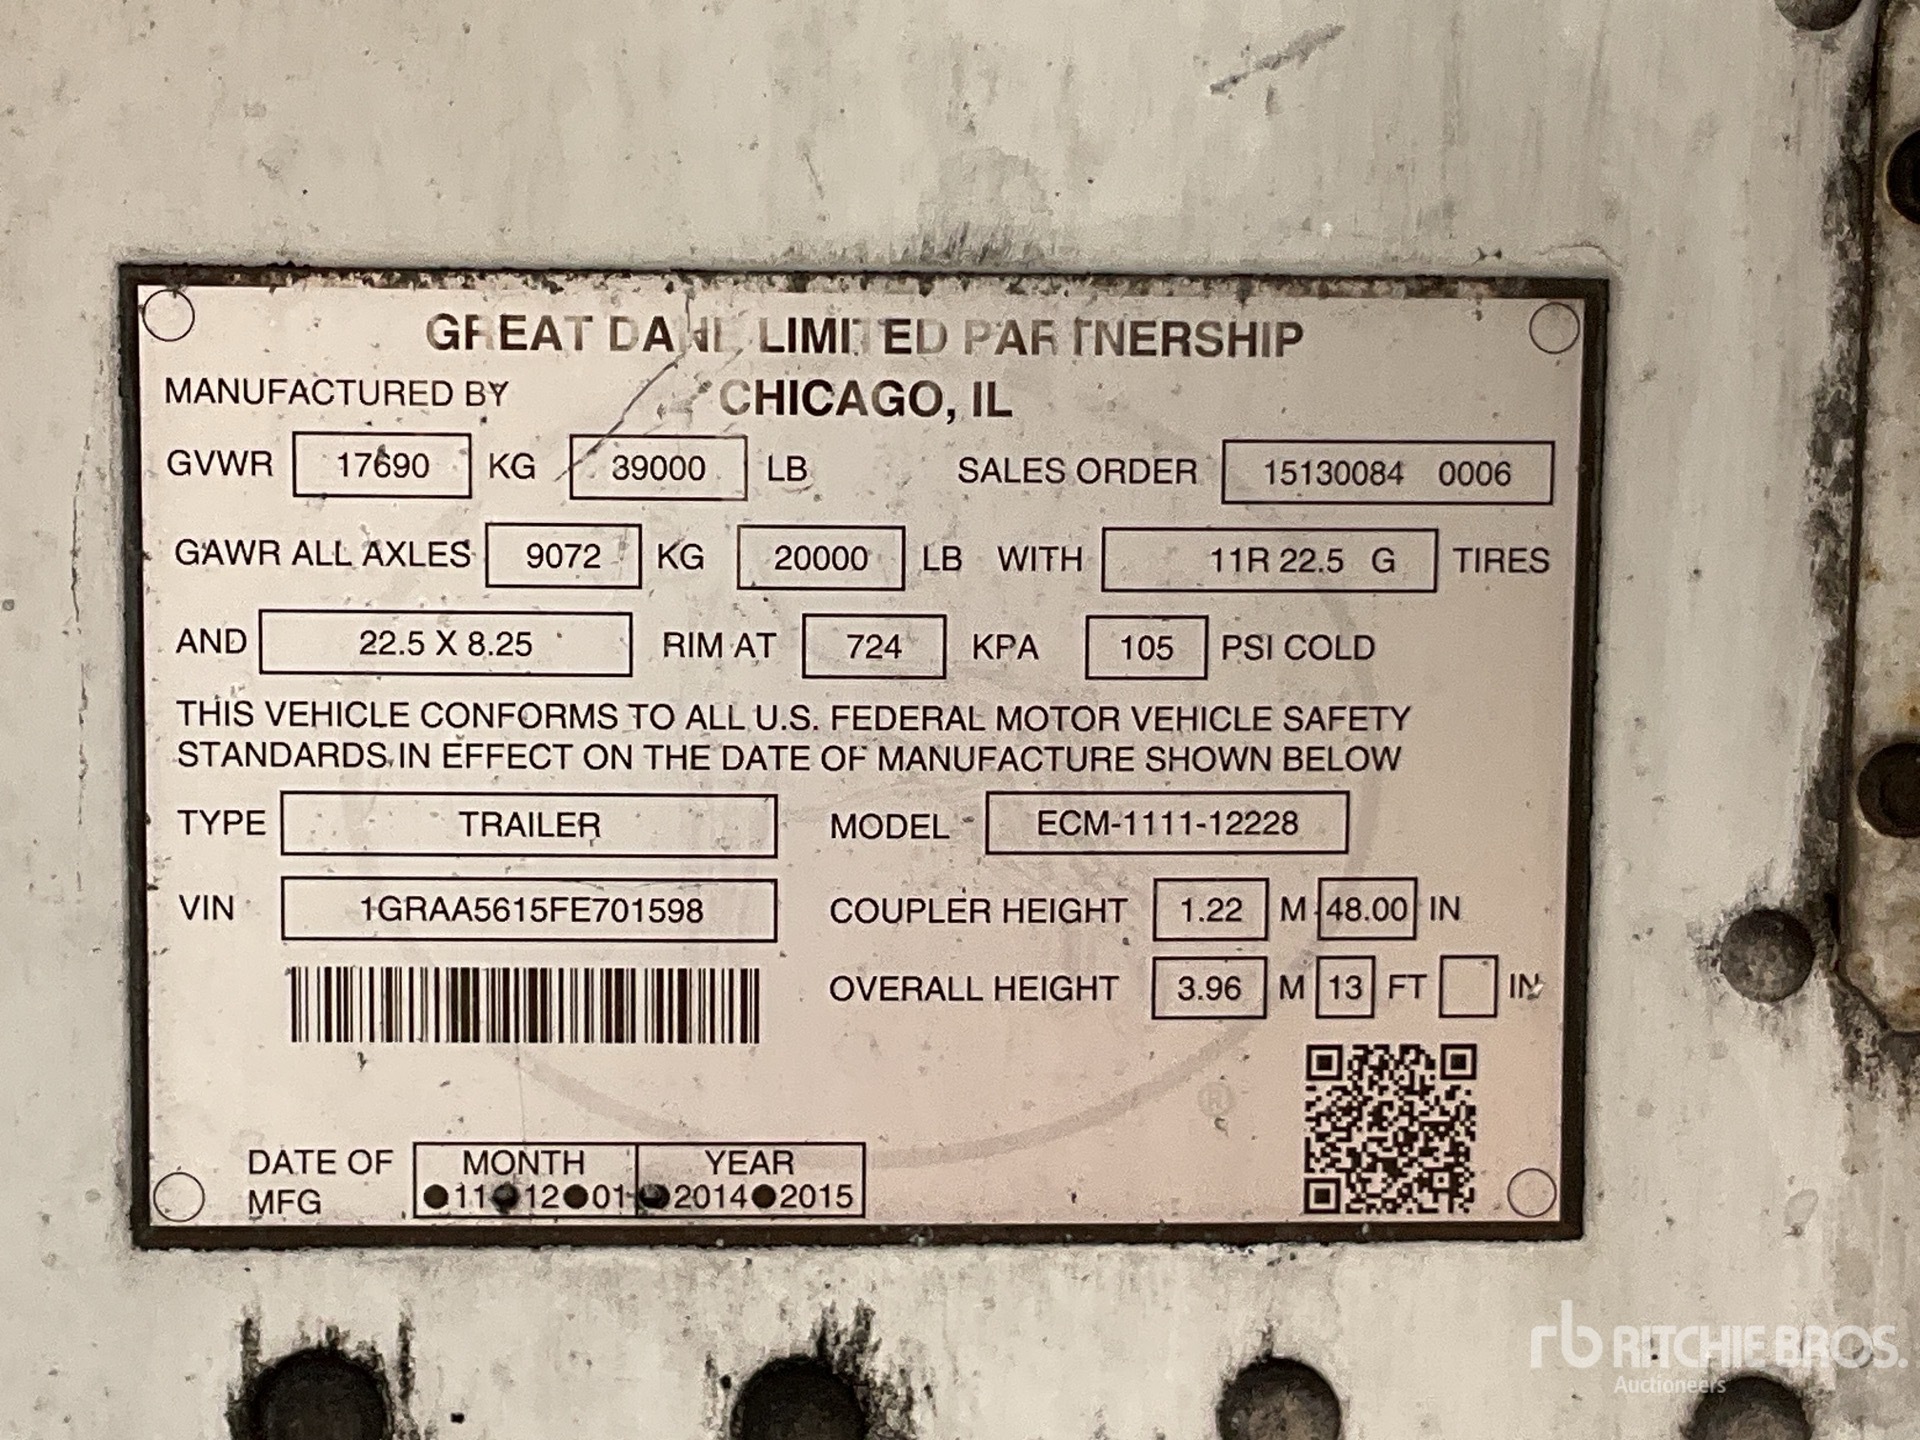 GREAT DANE LIMITED PARTNERSHIP
MANUFACTURED BY CHICAGO, IL
GVWR 17690 KG 39000 LB SALES ORDER 15130084 0006
GAWR ALL AXLES 9072 KG 20000 LB WITH 11R 22.5 G TIRES
AND 22.5 X 8.25 RIM AT 724 KPA 105 PSI COLD
THIS VEHICLE CONFORMS TO ALL U.S. FEDERAL MOTOR VEHICLE SAFETY
STANDARDS IN EFFECT ON THE DATE OF MANUFACTURE SHOWN BELOW
TYPE TRAILER MODEL ECM-1111-12228
VIN 1GRAA5615FE701598 COUPLER HEIGHT 1.22 M 48.00 IN
OVERALL HEIGHT 3.96 M 13 FT IN
®
DATE OF MFG MONTH YEAR
●11●12●01●2014●2015
rb RITCHIE BROS.
Auctioneers